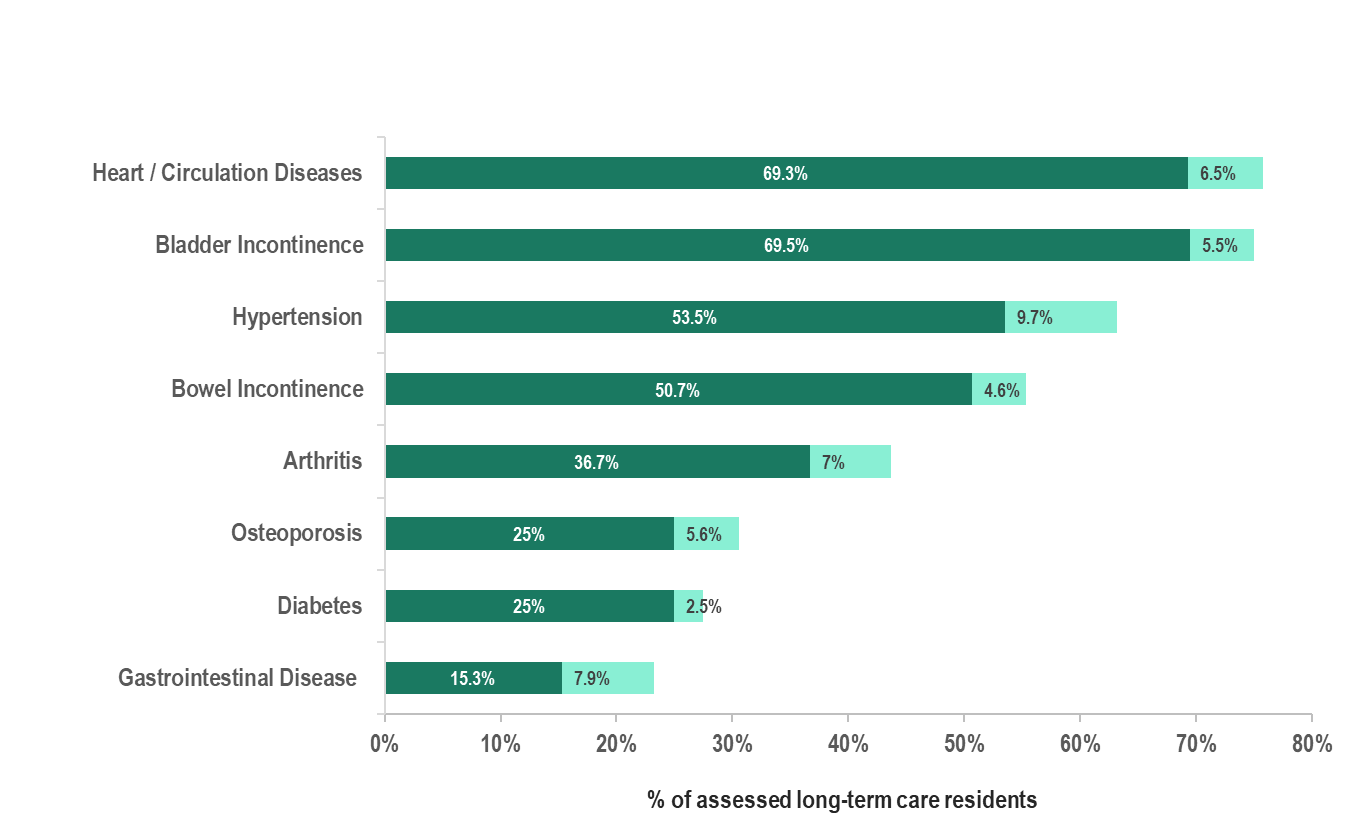 Heart / Circulation Diseases 69.3% 6.5%
Bladder Incontinence 69.5% 5.5%
Hypertension 53.5% 9.7%
Bowel Incontinence 50.7% 4.6%
Arthritis 36.7% 7%
Osteoporosis 25% 5.6%
Diabetes 25% 2.5%
Gastrointestinal Disease 15.3% 7.9%
0% 10% 20% 30% 40% 50% 60% 70% 80%
% of assessed long-term care residents